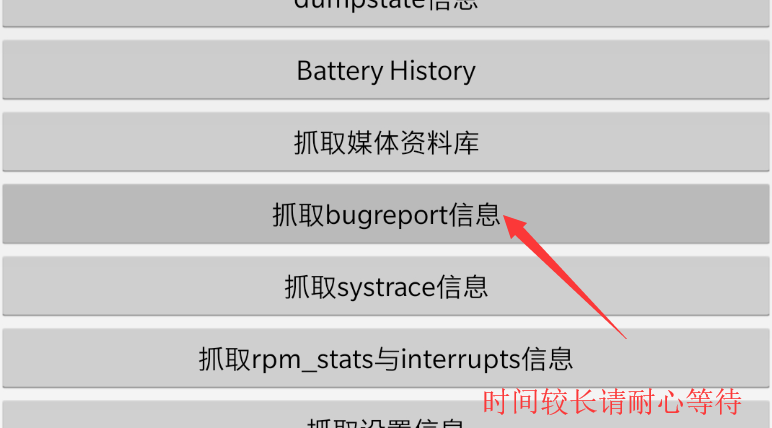 dumpstate信息
Battery History
抓取媒体资料库
抓取bugreport信息
抓取systrace信息
抓取rpm_stats与interrupts信息
时间较长请耐心等待
抓取设置信息